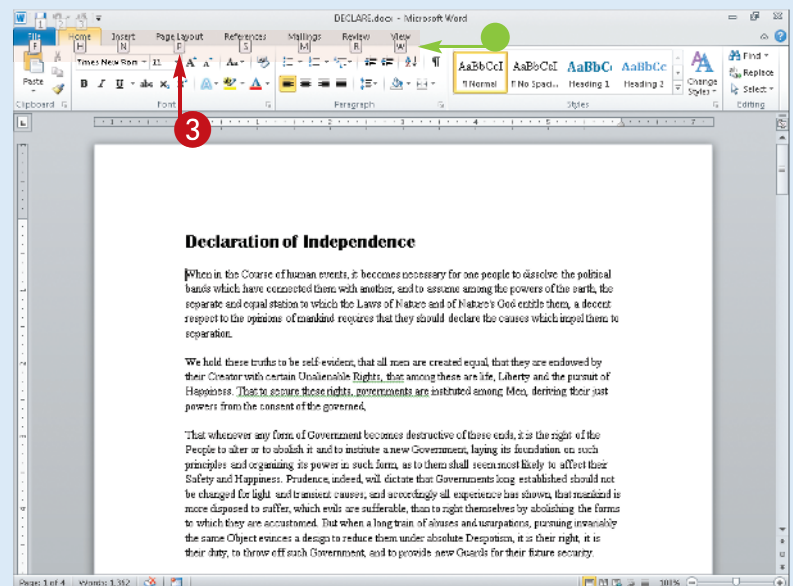 DECLARE.docx - Microsoft Word
1 2 3
File Home Insert Page Layout References Mailings Review View
F H N P S M R W
Times New Rom 12
Paste
B I U abc
AaBbCcI AaBbCcI AaBbC AaBbCc
¶ Normal ¶ No Spaci... Heading 1 Heading 2
Change Styles
Find
Replace
Select
Clipboard Font Paragraph Styles Editing
3
1 2 3 4 5 7
Declaration of Independence
When in the Course of human events, it becomes necessary for one people to dissolve the political
bands which have connected them with another, and to assume among the powers of the earth, the
separate and equal station to which the Laws of Nature and of Nature's God entitle them, a decent
respect to the opinions of mankind requires that they should declare the causes which impel them to
separation.
We hold these truths to be self-evident, that all men are created equal, that they are endowed by
their Creator with certain Unalienable Rights, that among these are life, Liberty and the pursuit of
Happiness. That to secure these rights, governments are instituted among Men, deriving their just
powers from the consent of the governed,
That whenever any form of Government becomes destructive of these ends, it is the right of the
People to alter or to abolish it and to institute a new Government, laying its foundation on such
principles and organizing its power in such form, as to them shall seem most likely to affect their
Safety and Happiness. Prudence, indeed, will dictate that Governments long established should not
be changed for light and transient causes; and accordingly all experience has shown, that mankind is
more disposed to suffer, which evils are sufferable, than to right themselves by abolishing the forms
to which they are accustomed. But when a long train of abuses and usurpations, pursuing invariably
the same Object evinces a design to reduce them under absolute Despotism, it is their right, it is
their duty, to throw off such Government, and to provide new Guards for their future security.
Page: 1 of 4 Words: 1,352 100%